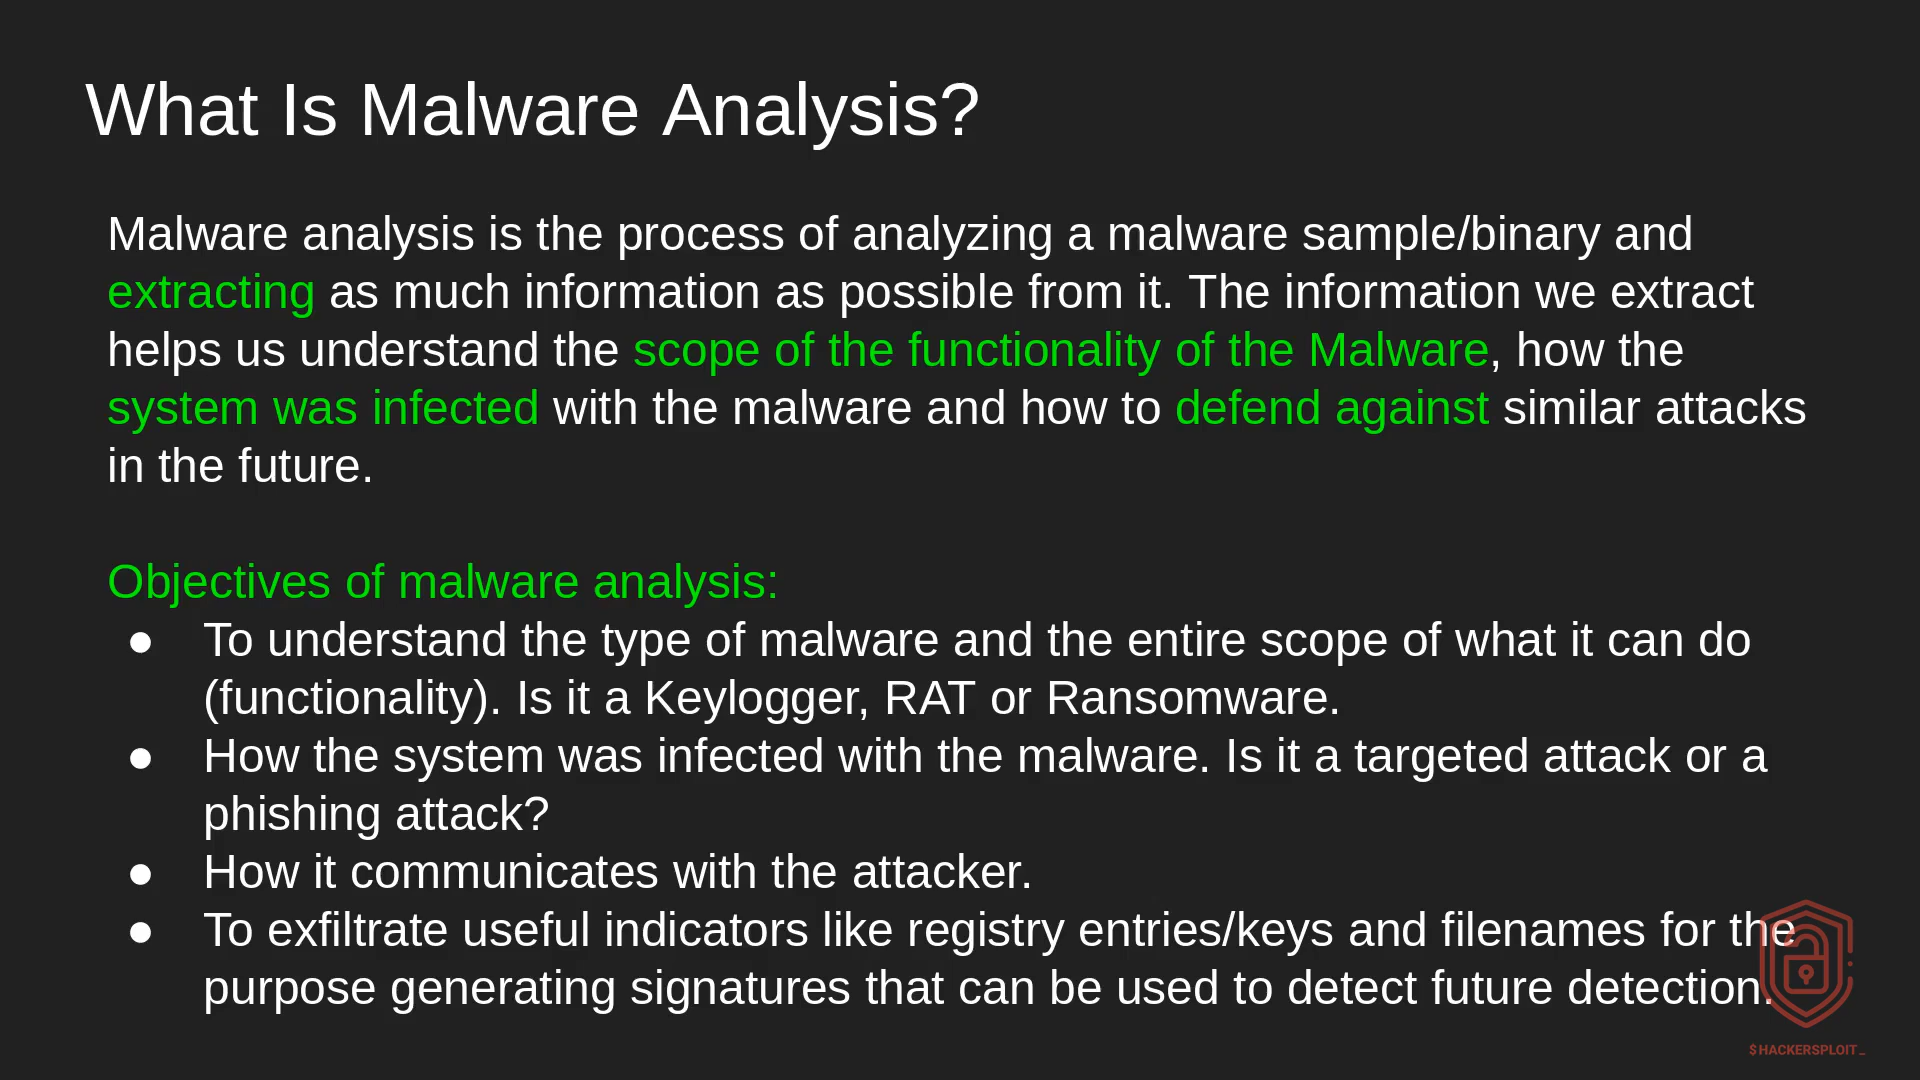 What Is Malware Analysis?
Malware analysis is the process of analyzing a malware sample/binary and
extracting as much information as possible from it. The information we extract
helps us understand the scope of the functionality of the Malware, how the
system was infected with the malware and how to defend against similar attacks
in the future.
Objectives of malware analysis:
● To understand the type of malware and the entire scope of what it can do
(functionality). Is it a Keylogger, RAT or Ransomware.
● How the system was infected with the malware. Is it a targeted attack or a
phishing attack?
● How it communicates with the attacker.
● To exfiltrate useful indicators like registry entries/keys and filenames for the
purpose generating signatures that can be used to detect future detection.
$HACKERSPLOIT_